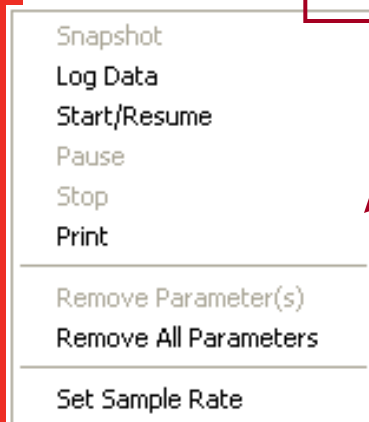 Snapshot
Log Data
Start/Resume
Pause
Stop
Print
Remove Parameter(s)
Remove All Parameters
Set Sample Rate